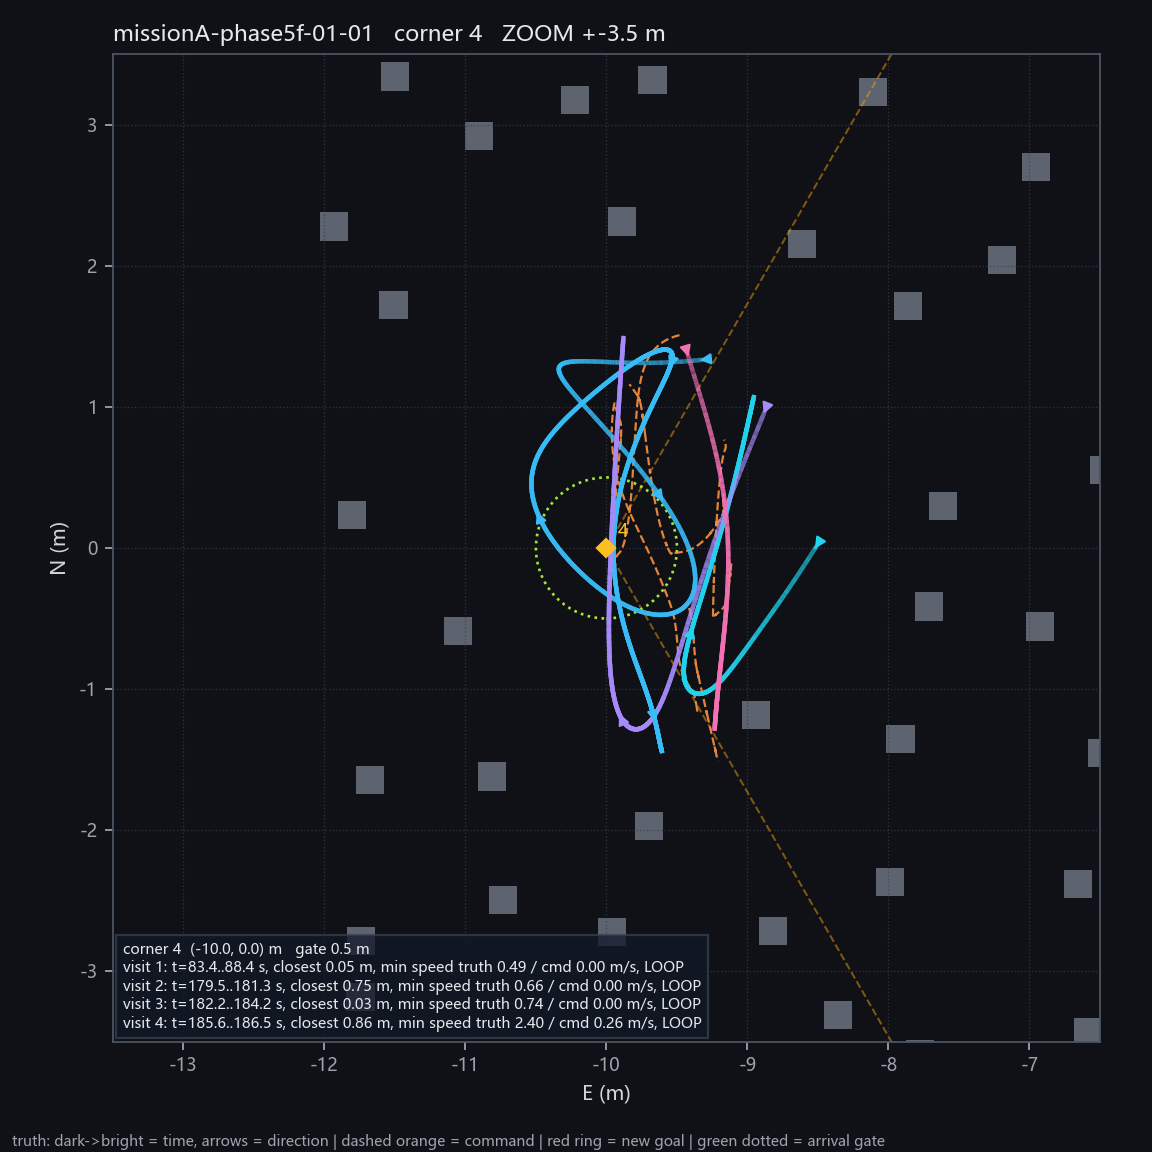 missionA-phase5f-01-01   corner 4   ZOOM +-3.5 m
3
2
1
0
-1
-2
-3
N (m)
4
corner 4  (-10.0, 0.0) m   gate 0.5 m
visit 1: t=83.4..88.4 s, closest 0.05 m, min speed truth 0.49 / cmd 0.00 m/s, LOOP
visit 2: t=179.5..181.3 s, closest 0.75 m, min speed truth 0.66 / cmd 0.00 m/s, LOOP
visit 3: t=182.2..184.2 s, closest 0.03 m, min speed truth 0.74 / cmd 0.00 m/s, LOOP
visit 4: t=185.6..186.5 s, closest 0.86 m, min speed truth 2.40 / cmd 0.26 m/s, LOOP
-13 -12 -11 -10 -9 -8 -7
E (m)
truth: dark->bright = time, arrows = direction | dashed orange = command | red ring = new goal | green dotted = arrival gate